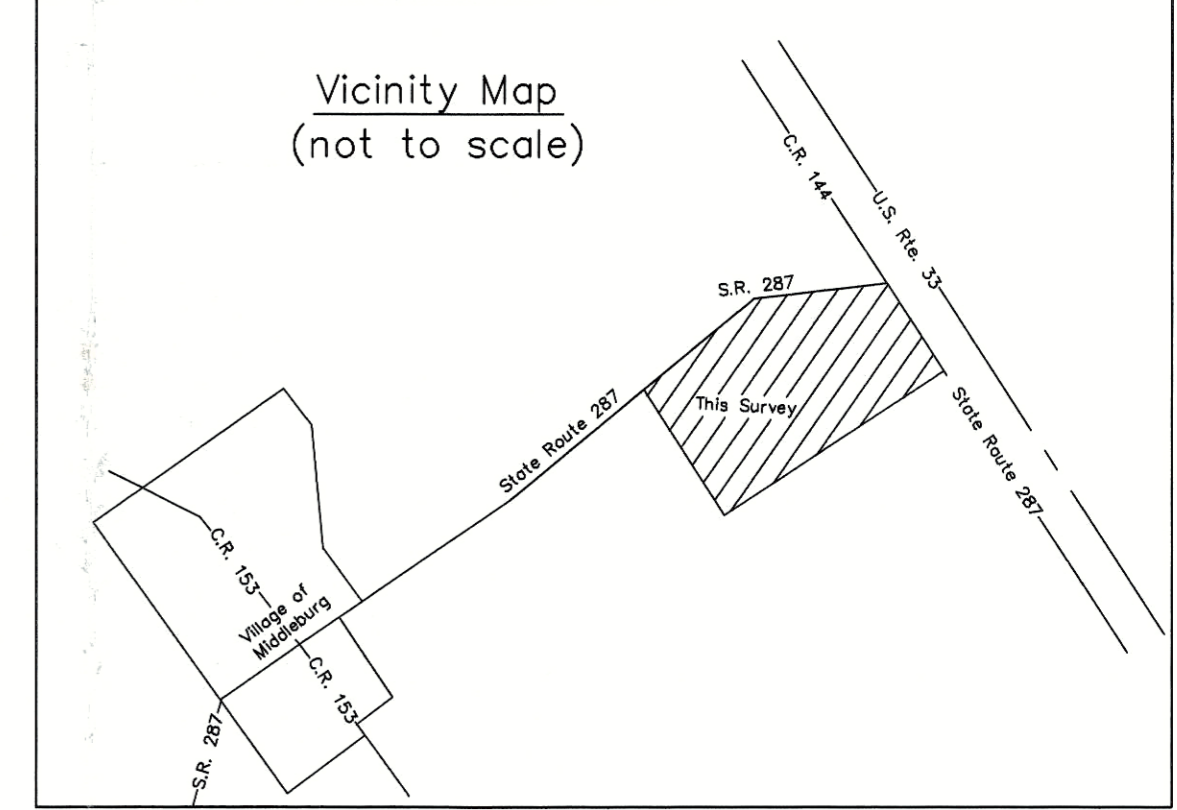 Vicinity Map
(not to scale)
C.R. 144
U.S. Rte. 33
S.R. 287
This Survey
State Route 287
State Route 287
C.R. 153
Village of
Middleburg
C.R. 153
S.R. 287